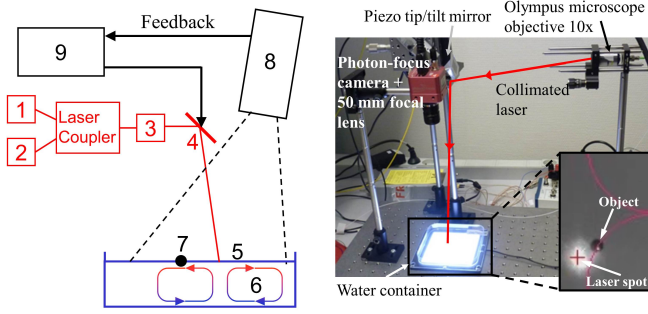 Feedback
9
8
1
2
Laser
Coupler
3
4
7
5
6
Piezo tip/tilt mirror
Olympus microscope
objective 10x
Photon-focus
camera +
50 mm focal
lens
Collimated
laser
Object
Laser spot
Water container